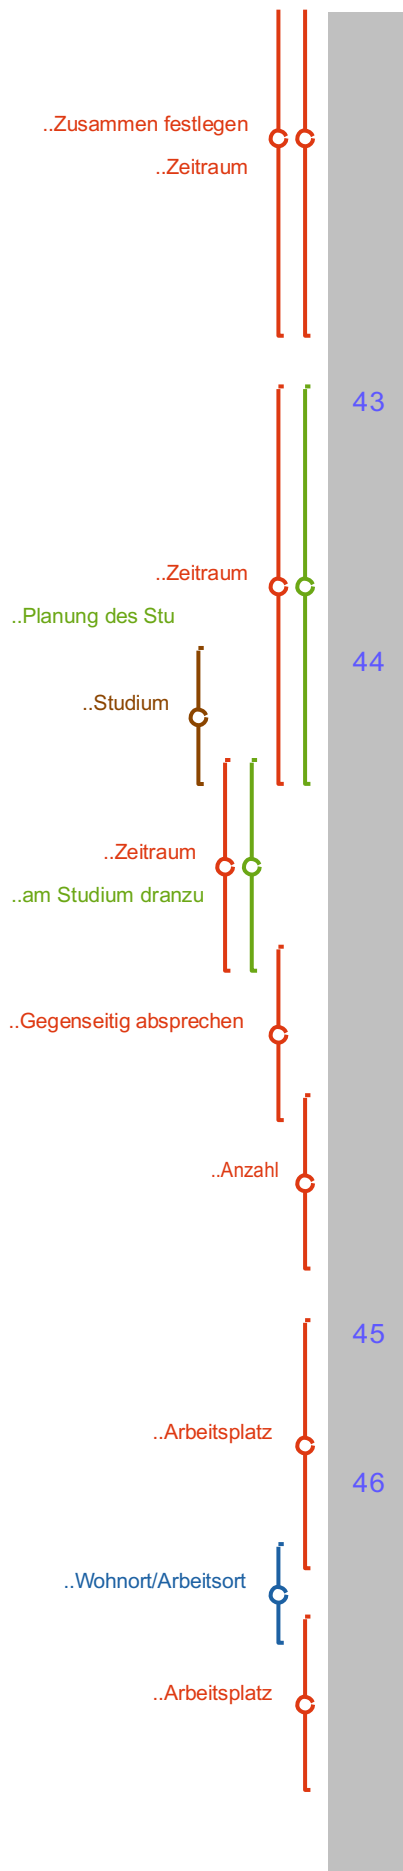 ..Zusammen festlegen
..Zeitraum
43
..Zeitraum
..Planung des Stu
44
..Studium
..Zeitraum
..am Studium dranzu
..Gegenseitig absprechen
..Anzahl
45
..Arbeitsplatz
46
..Wohnort/Arbeitsort
..Arbeitsplatz